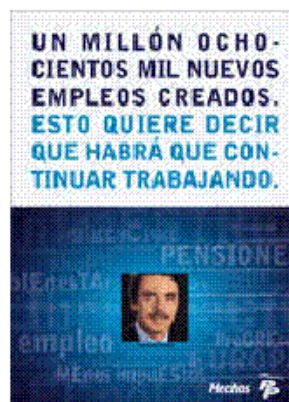 UN MILLÓN OCHO-
CIENTOS MIL NUEVOS
EMPLEOS CREADOS.
ESTO QUIERE DECIR
QUE HABRÁ QUE CON-
TINUAR TRABAJANDO.
PENSIONE
empleo
Hechos